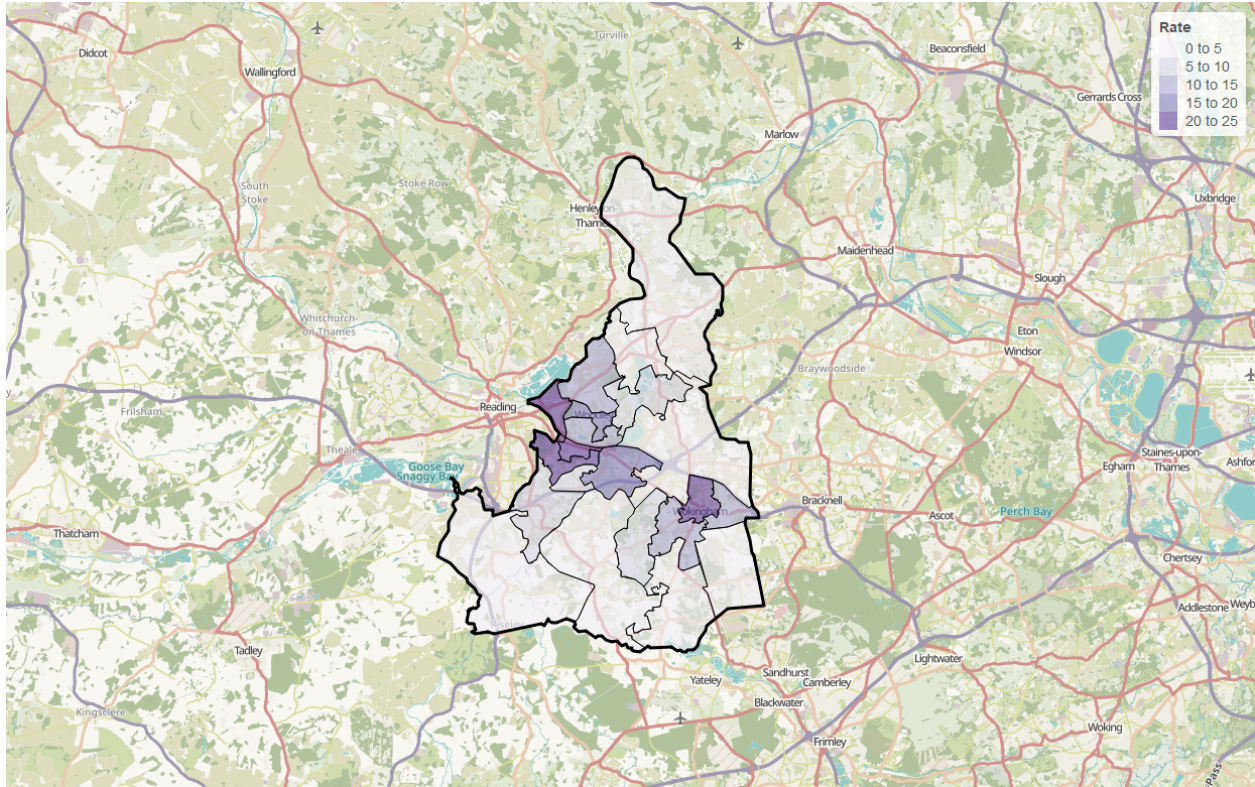 Rate
0 to 5
5 to 10
10 to 15
15 to 20
20 to 25
Didcot
Turville
Beaconsfield
Wallingford
Gerrards Cross
Marlow
Stoke Row
South
Stoke
Uxbridge
Henley-on-
Thames
Maidenhead
Slough
Whitchurch-
on-Thames
Eton
Windsor
Braywoodside
Reading
Frilsham
Theale
Goose Bay
Snaggy Bay
Staines-upon-
Thames
Egham
Ashfor
Bracknell
Wokingham
Ascot
Perch Bay
Thatcham
Chertsey
Addlestone
Weyb
Tadley
Lightwater
Sandhurst
Camberley
Yateley
Blackwater
Kingsclere
Woking
Frimley